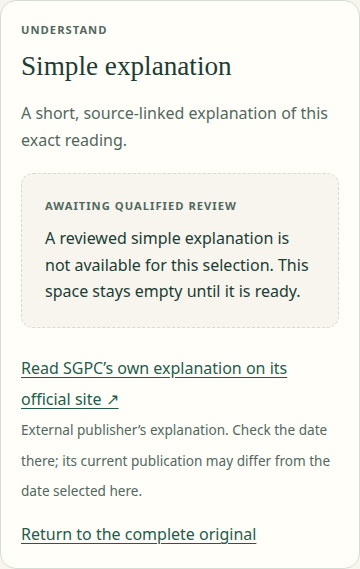 UNDERSTAND
Simple explanation
A short, source-linked explanation of this
exact reading.
AWAITING QUALIFIED REVIEW
A reviewed simple explanation is
not available for this selection. This
space stays empty until it is ready.
Read SGPC’s own explanation on its
official site ↗
External publisher’s explanation. Check the date
there; its current publication may differ from the
date selected here.
Return to the complete original